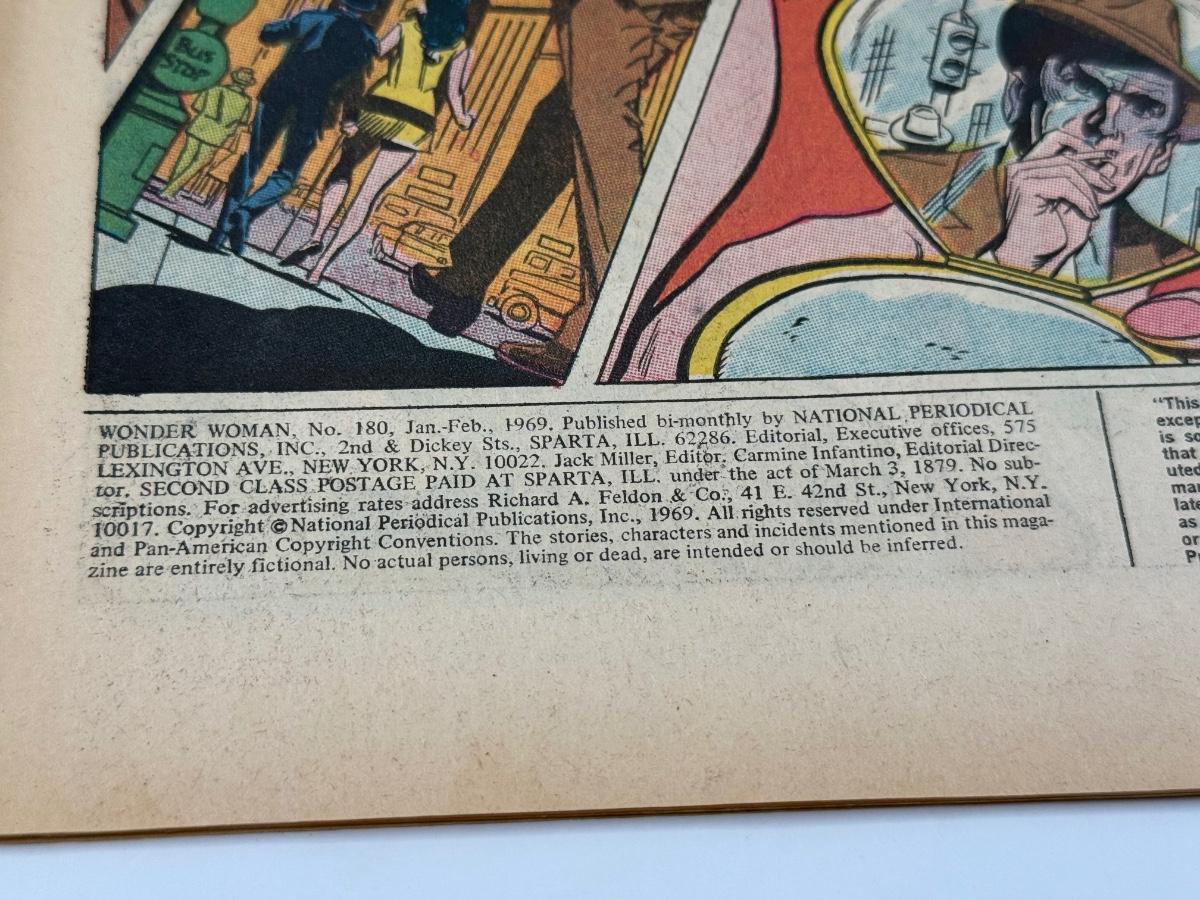 BUS
STOP
WONDER WOMAN, No. 180, Jan.-Feb., 1969. Published bi-monthly by NATIONAL PERIODICAL
PUBLICATIONS, INC., 2nd & Dickey Sts., SPARTA, ILL. 62286. Editorial, Executive offices, 575
LEXINGTON AVE., NEW YORK, N.Y. 10022. Jack Miller, Editor. Carmine Infantino, Editorial Direc-
tor. SECOND CLASS POSTAGE PAID AT SPARTA, ILL. under the act of March 3, 1879. No sub-
scriptions. For advertising rates address Richard A. Feldon & Co., 41 E. 42nd St., New York, N.Y.
10017. Copyright © National Periodical Publications, Inc., 1969. All rights reserved under International
and Pan-American Copyright Conventions. The stories, characters and incidents mentioned in this maga-
zine are entirely fictional. No actual persons, living or dead, are intended or should be inferred.
"This
is
that
as
or